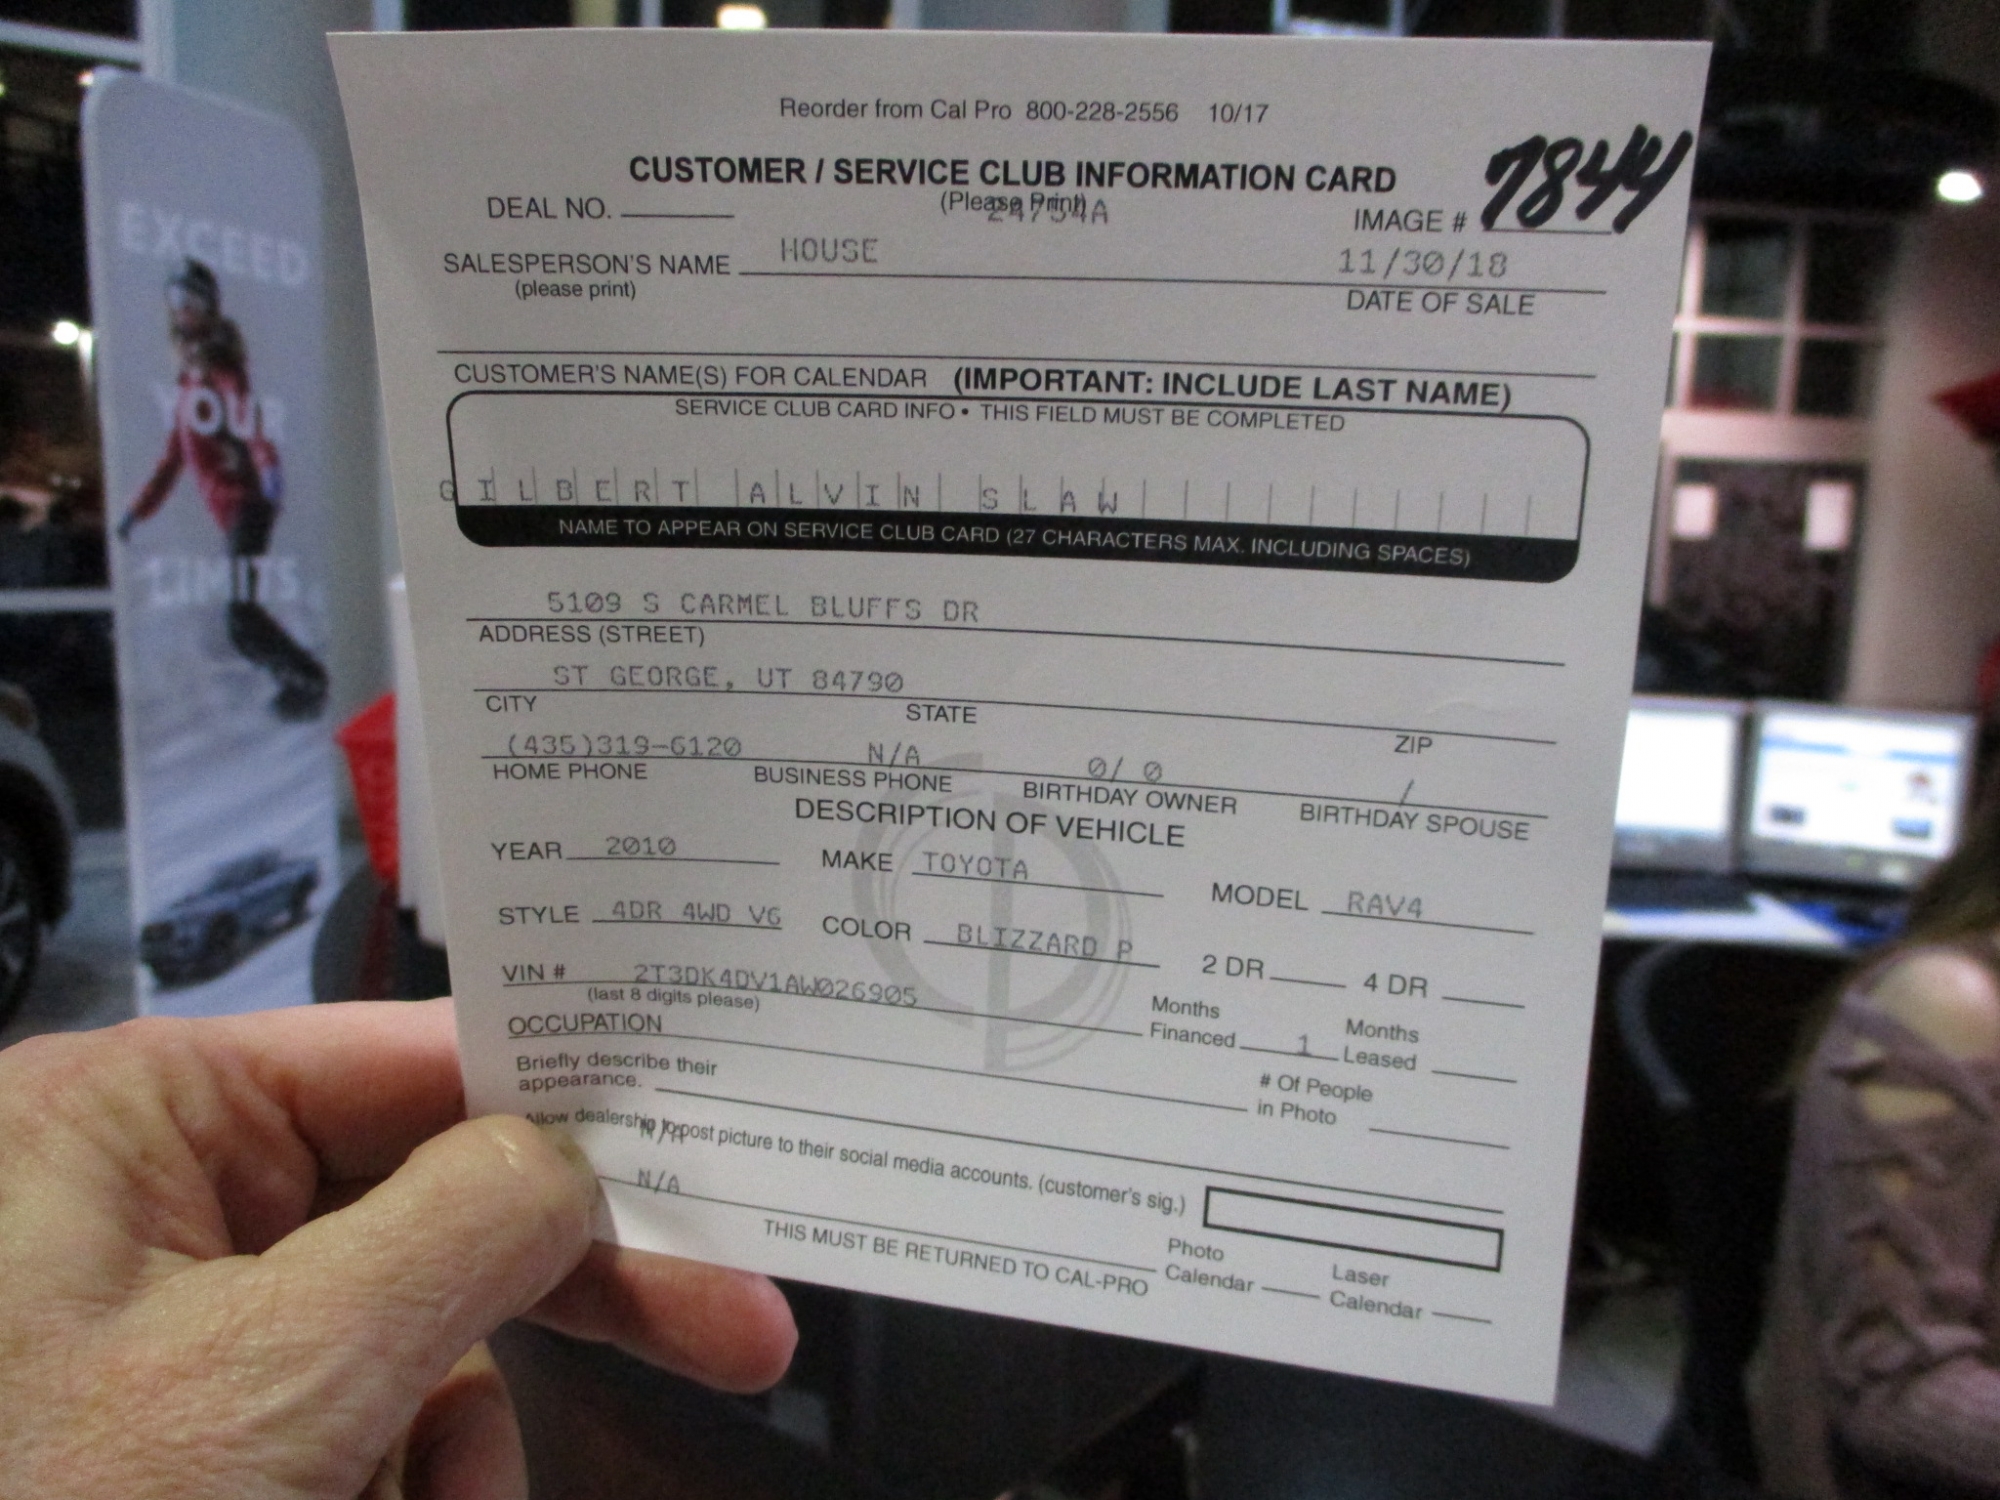 EXCEED
YOUR
LIMITS
Reorder from Cal Pro 800-228-2556 10/17
CUSTOMER / SERVICE CLUB INFORMATION CARD
(Please Print)
DEAL NO.
IMAGE # 7844
SALESPERSON'S NAME HOUSE 11/30/18
(please print) DATE OF SALE
CUSTOMER'S NAME(S) FOR CALENDAR (IMPORTANT: INCLUDE LAST NAME)
SERVICE CLUB CARD INFO • THIS FIELD MUST BE COMPLETED
GILBERT ALVIN SLAW
NAME TO APPEAR ON SERVICE CLUB CARD (27 CHARACTERS MAX. INCLUDING SPACES)
5109 S CARMEL BLUFFS DR
ADDRESS (STREET)
ST GEORGE, UT 84790
CITY STATE ZIP
(435)319-6120 N/A 0/ 0 /
HOME PHONE BUSINESS PHONE BIRTHDAY OWNER BIRTHDAY SPOUSE
DESCRIPTION OF VEHICLE
YEAR 2010 MAKE TOYOTA MODEL RAV4
STYLE 4DR 4WD V6 COLOR BLIZZARD P 2 DR 4 DR
VIN # 2T3DK4DV1AW026905
(last 8 digits please)
Months Financed 1 Months Leased
OCCUPATION
Briefly describe their
appearance.
# Of People
in Photo
Allow dealership to post picture to their social media accounts. (customer's sig.)
N/A
N/A
THIS MUST BE RETURNED TO CAL-PRO
Photo
Calendar
Laser
Calendar